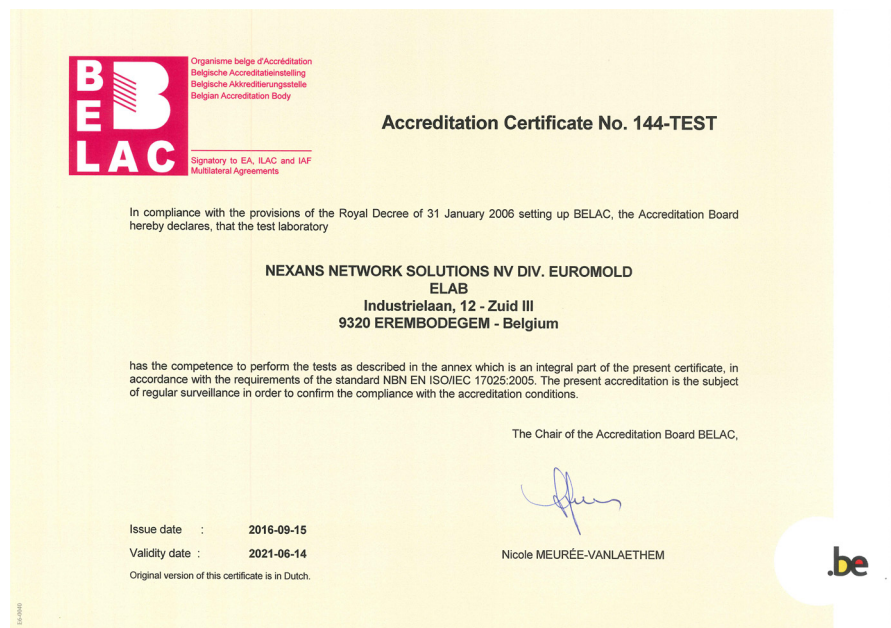 B
E
LAC
Organisme belge d'Accréditation
Belgische Accreditatieinstelling
Belgische Akkreditierungsstelle
Belgian Accreditation Body
Signatory to EA, ILAC and IAF
Multilateral Agreements
Accreditation Certificate No. 144-TEST
In compliance with the provisions of the Royal Decree of 31 January 2006 setting up BELAC, the Accreditation Board
hereby declares, that the test laboratory
NEXANS NETWORK SOLUTIONS NV DIV. EUROMOLD
ELAB
Industrielaan, 12 - Zuid III
9320 EREMBODEGEM - Belgium
has the competence to perform the tests as described in the annex which is an integral part of the present certificate, in
accordance with the requirements of the standard NBN EN ISO/IEC 17025:2005. The present accreditation is the subject
of regular surveillance in order to confirm the compliance with the accreditation conditions.
The Chair of the Accreditation Board BELAC,
Issue date : 2016-09-15
Validity date : 2021-06-14
Original version of this certificate is in Dutch.
Nicole MEURÉE-VANLAETHEM
.be
E6-0040